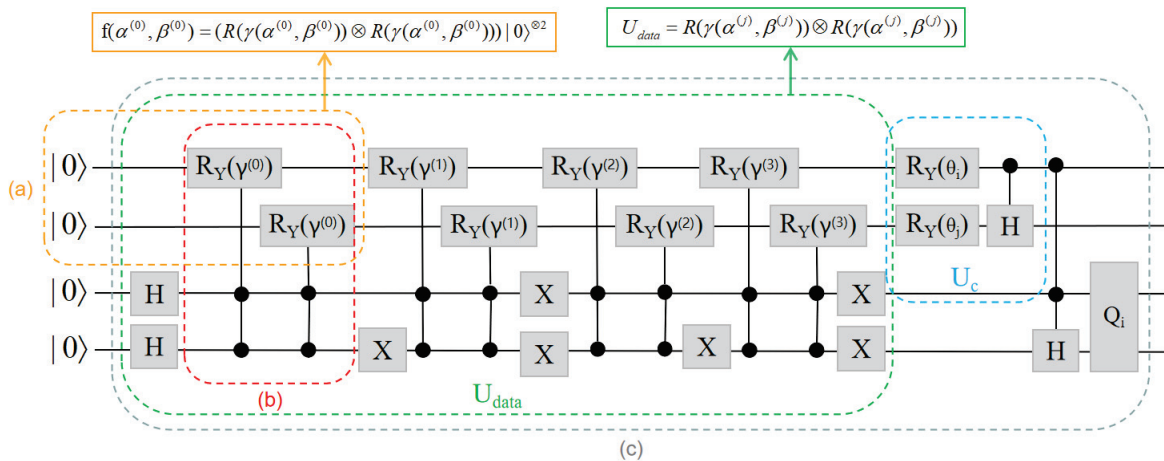 f(α^(0), β^(0)) = (R(γ(α^(0), β^(0))) ⊗ R(γ(α^(0), β^(0)))) |0⟩^⊗2
U_data = R(γ(α^(j), β^(j))) ⊗ R(γ(α^(j), β^(j)))
(a)
|0⟩ R_Y(γ^(0)) R_Y(γ^(1)) R_Y(γ^(2)) R_Y(γ^(3)) R_Y(θ_i)
|0⟩ R_Y(γ^(0)) R_Y(γ^(1)) R_Y(γ^(2)) R_Y(γ^(3)) R_Y(θ_j) H
U_c
|0⟩ H X X
Q_i
|0⟩ H X X X X H
(b)
U_data
(c)